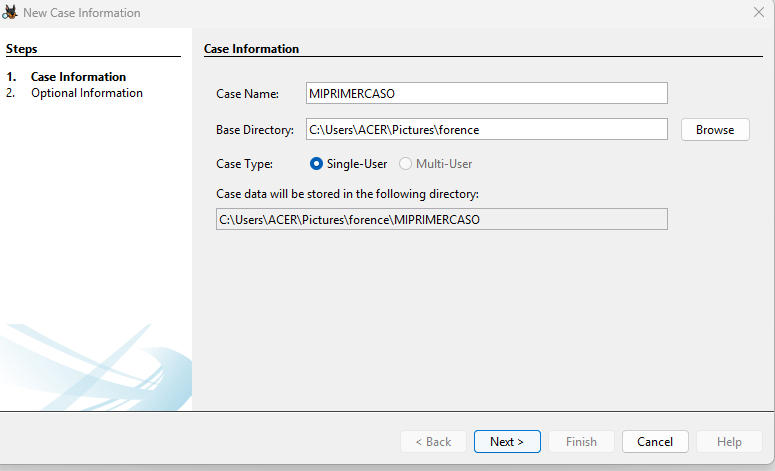 New Case Information
Steps
1. Case Information
2. Optional Information
Case Information
Case Name: MIPRIMERCASO
Base Directory: C:\Users\ACER\Pictures\forence Browse
Case Type: Single-User Multi-User
Case data will be stored in the following directory:
C:\Users\ACER\Pictures\forence\MIPRIMERCASO
< Back Next > Finish Cancel Help